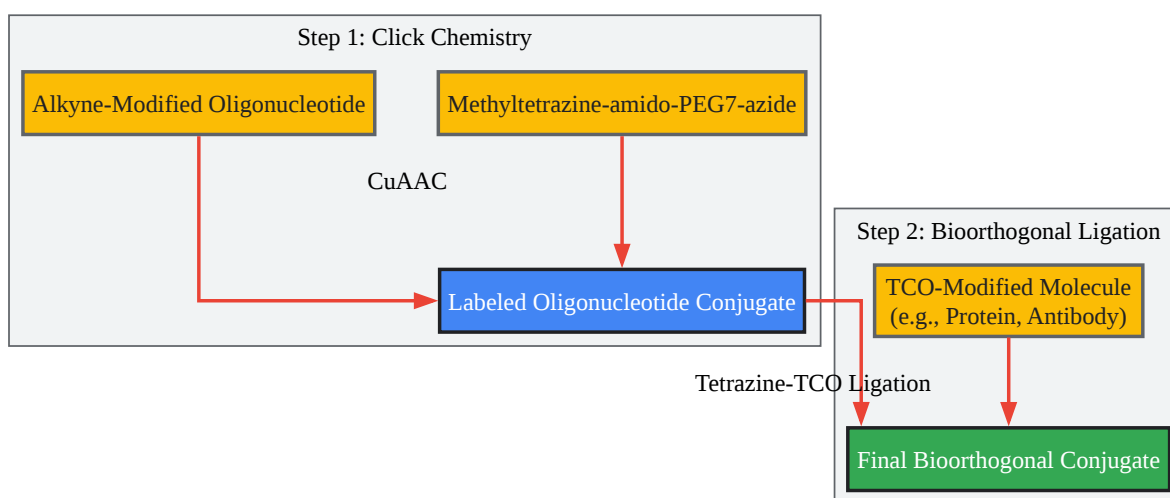 Step 1: Click Chemistry
Alkyne-Modified Oligonucleotide
Methyltetrazine-amido-PEG7-azide
CuAAC
Labeled Oligonucleotide Conjugate
Step 2: Bioorthogonal Ligation
TCO-Modified Molecule
(e.g., Protein, Antibody)
Tetrazine-TCO Ligation
Final Bioorthogonal Conjugate